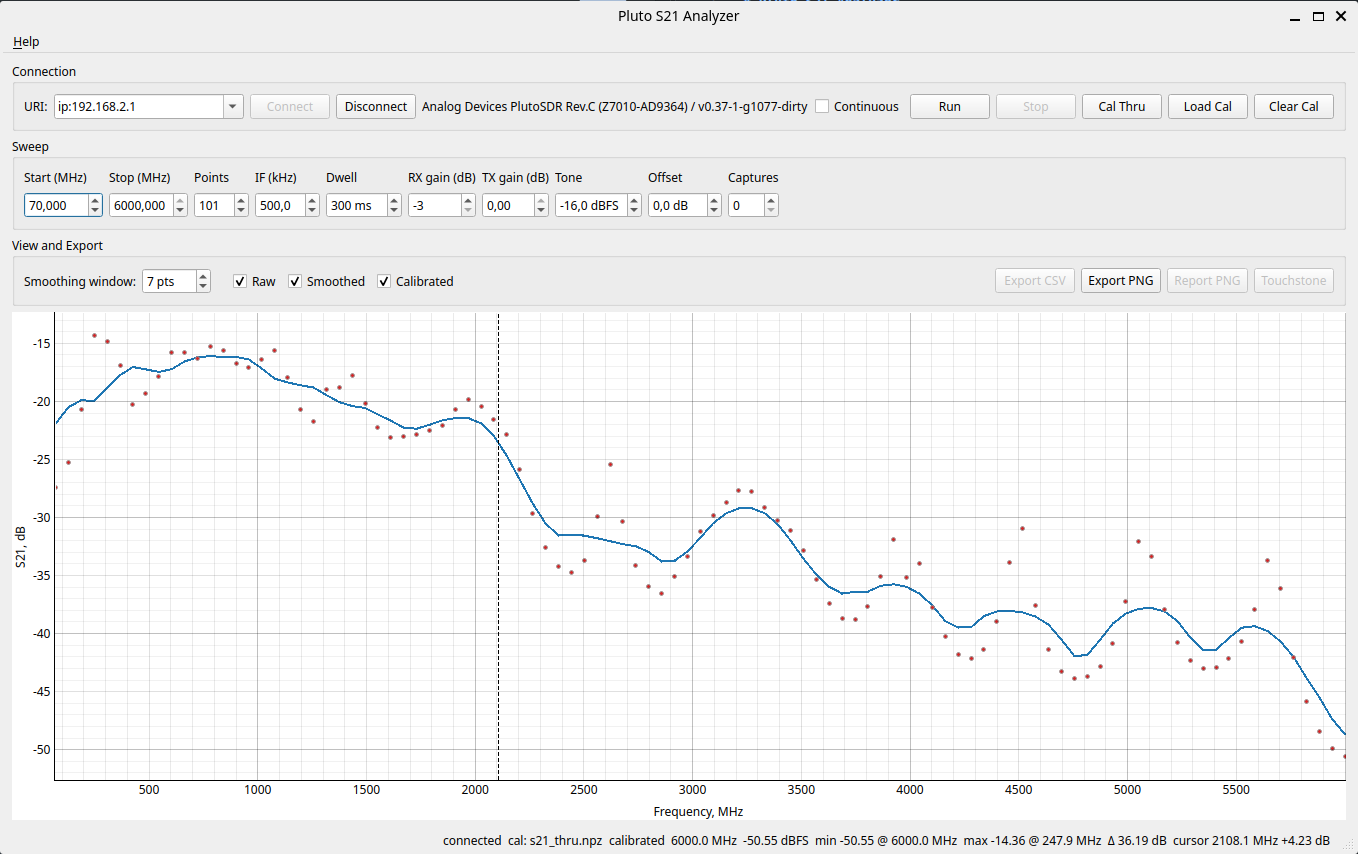 Pluto S21 Analyzer
Help
Connection
URI: ip:192.168.2.1 Connect Disconnect Analog Devices PlutoSDR Rev.C (Z7010-AD9364) / v0.37-1-g1077-dirty Continuous Run Stop Cal Thru Load Cal Clear Cal
Sweep
Start (MHz) Stop (MHz) Points IF (kHz) Dwell RX gain (dB) TX gain (dB) Tone Offset Captures
70,000 6000,000 101 500,0 300 ms -3 0,00 -16,0 dBFS 0,0 dB 0
View and Export
Smoothing window: 7 pts Raw Smoothed Calibrated Export CSV Export PNG Report PNG Touchstone
-15
-20
-25
-30
-35
-40
-45
-50
S21, dB
500 1000 1500 2000 2500 3000 3500 4000 4500 5000 5500
Frequency, MHz
connected cal: s21_thru.npz calibrated 6000.0 MHz -50.55 dBFS min -50.55 @ 6000.0 MHz max -14.36 @ 247.9 MHz Δ 36.19 dB cursor 2108.1 MHz +4.23 dB